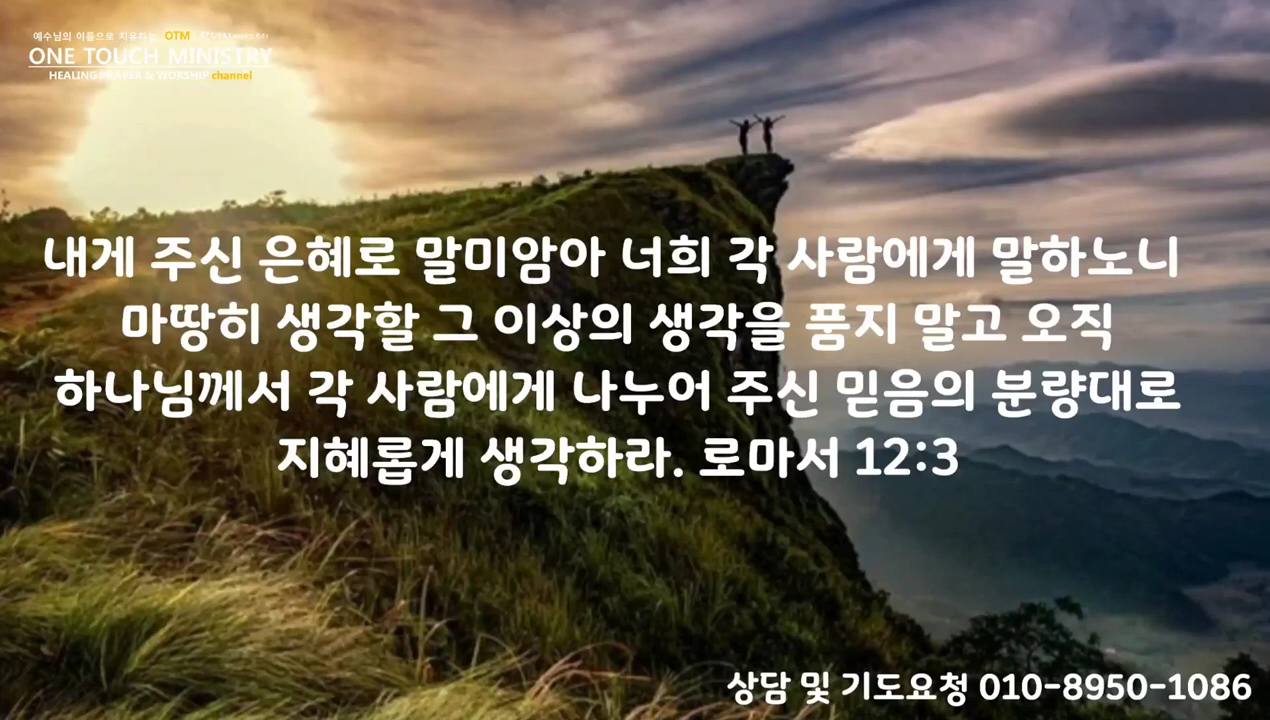 예수님의 이름으로 치유하는 OTM
ONE TOUCH MINISTRY
HEALING PRAYER & WORSHIP channel
내게 주신 은혜로 말미암아 너희 각 사람에게 말하노니
마땅히 생각할 그 이상의 생각을 품지 말고 오직
하나님께서 각 사람에게 나누어 주신 믿음의 분량대로
지혜롭게 생각하라. 로마서 12:3
상담 및 기도요청 010-8950-1086